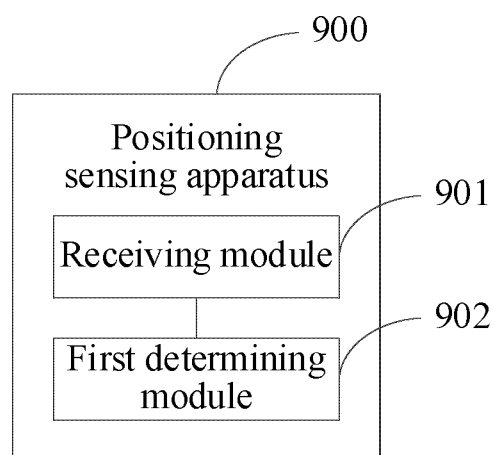 900
Positioning
sensing apparatus
901
Receiving module
902
First determining
module